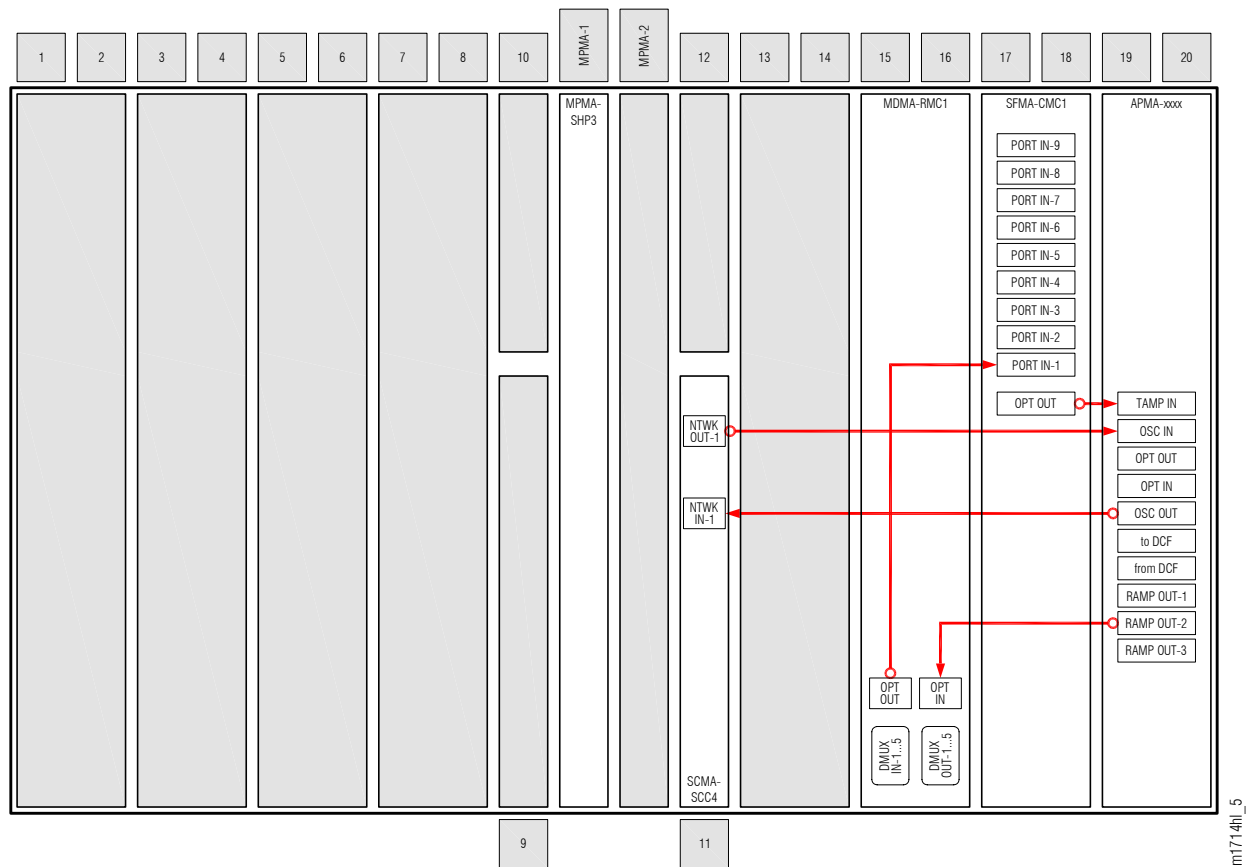 1
2
3
4
5
6
7
8
10
MPMA-1
MPMA-2
12
13
14
15
16
17
18
19
20
MPMA-
SHP3
MDMA-RMC1
SFMA-CMC1
APMA-xxxx
PORT IN-9
PORT IN-8
PORT IN-7
PORT IN-6
PORT IN-5
PORT IN-4
PORT IN-3
PORT IN-2
PORT IN-1
OPT OUT
TAMP IN
NTWK
OUT-1
OSC IN
OPT OUT
OPT IN
NTWK
IN-1
OSC OUT
to DCF
from DCF
RAMP OUT-1
RAMP OUT-2
RAMP OUT-3
OPT
OUT
OPT
IN
DMUX
IN-1...5
DMUX
OUT-1...5
SCMA-
SCC4
9
11
m1714hl_5